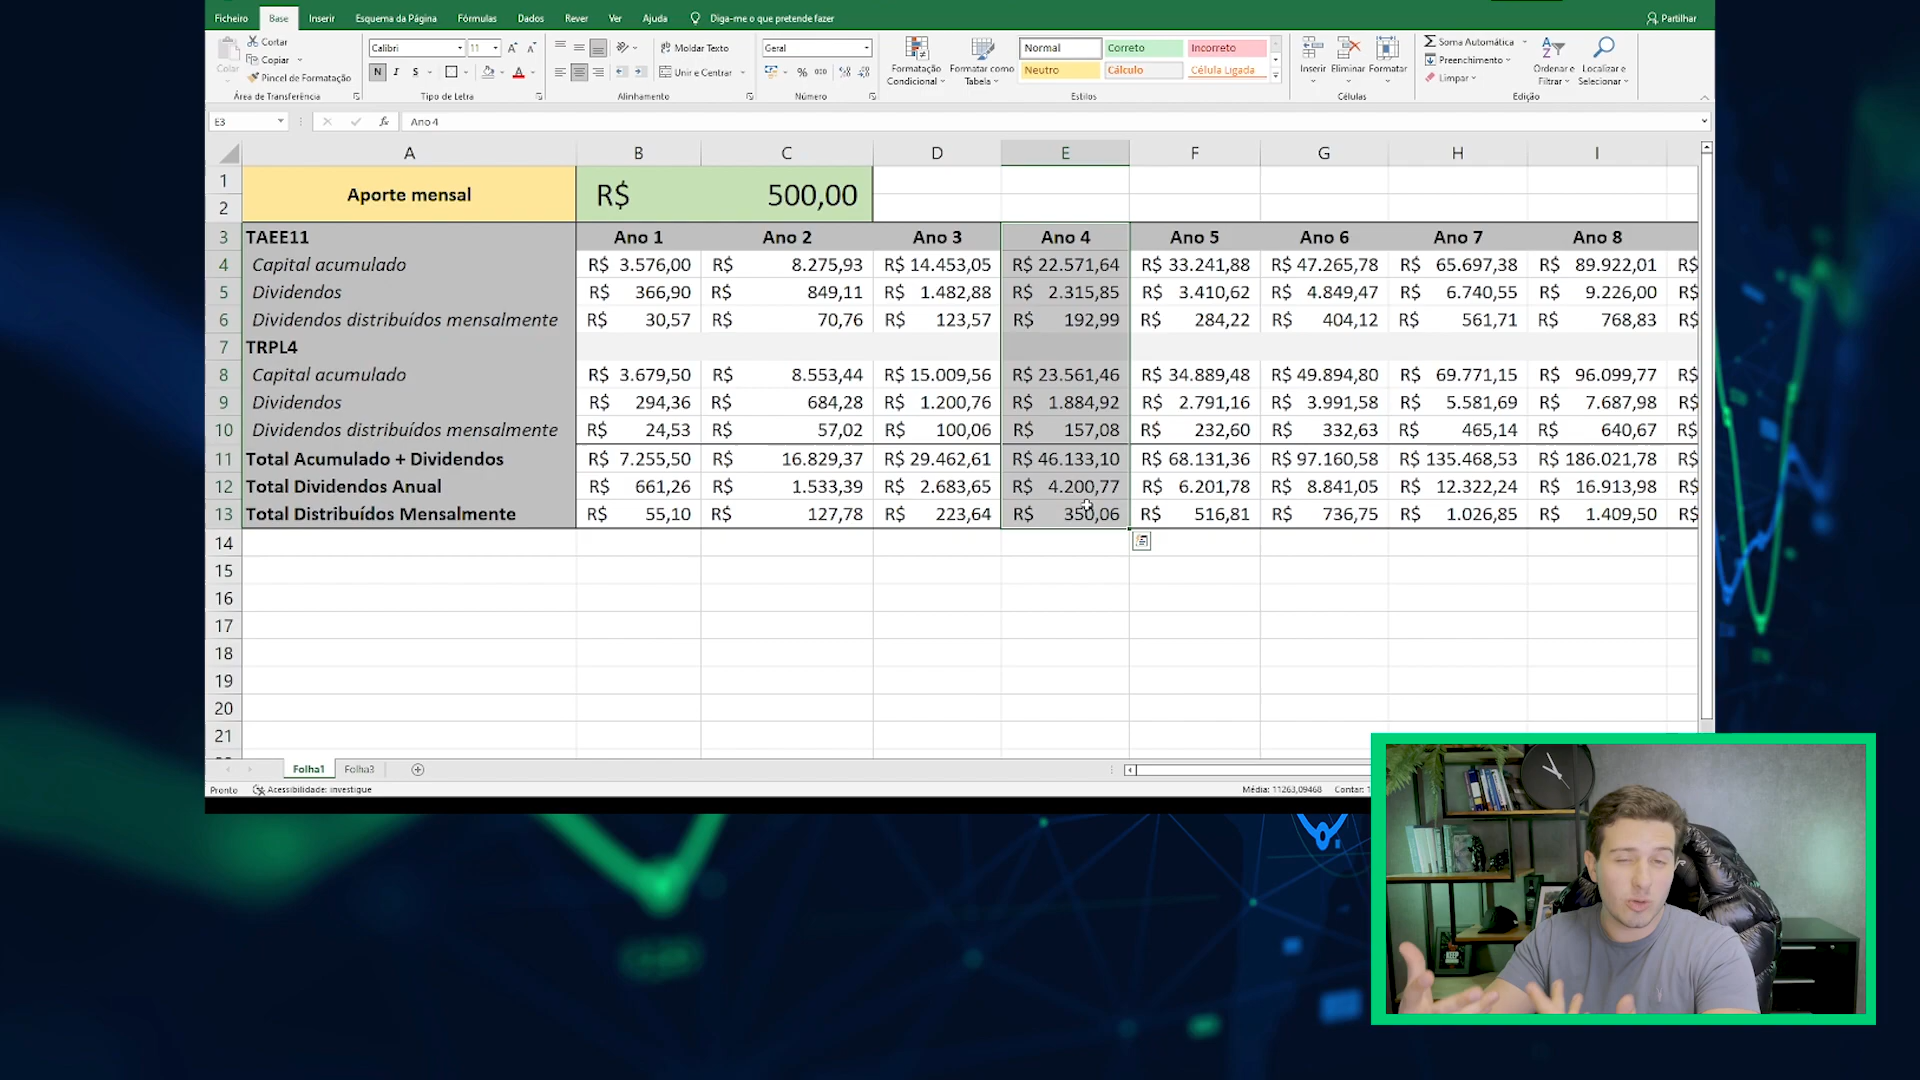 Ficheiro Base Inserir Esquema da Página Fórmulas Dados Rever Ver Ajuda Diga-me o que pretende fazer Partilhar
Cortar
Copiar
Pincel de Formatação
Colar
Área de Transferência
Calibri 11
N I S
Tipo de Letra
Moldar Texto
Unir e Centrar
Alinhamento
Geral
% 000
Número
Formatação Condicional
Formatar como Tabela
Normal Correto Incorreto
Neutro Cálculo Célula Ligada
Estilos
Inserir Eliminar Formatar
Células
Soma Automática
Preenchimento
Limpar
Ordenar e Filtrar
Localizar e Selecionar
Edição
E3 fx Ano 4
A B C D E F G H I
1 Aporte mensal R$ 500,00
2
3 TAEE11 Ano 1 Ano 2 Ano 3 Ano 4 Ano 5 Ano 6 Ano 7 Ano 8
4 Capital acumulado R$ 3.576,00 R$ 8.275,93 R$ 14.453,05 R$ 22.571,64 R$ 33.241,88 R$ 47.265,78 R$ 65.697,38 R$ 89.922,01 R$
5 Dividendos R$ 366,90 R$ 849,11 R$ 1.482,88 R$ 2.315,85 R$ 3.410,62 R$ 4.849,47 R$ 6.740,55 R$ 9.226,00 R$
6 Dividendos distribuídos mensalmente R$ 30,57 R$ 70,76 R$ 123,57 R$ 192,99 R$ 284,22 R$ 404,12 R$ 561,71 R$ 768,83 R$
7 TRPL4
8 Capital acumulado R$ 3.679,50 R$ 8.553,44 R$ 15.009,56 R$ 23.561,46 R$ 34.889,48 R$ 49.894,80 R$ 69.771,15 R$ 96.099,77 R$
9 Dividendos R$ 294,36 R$ 684,28 R$ 1.200,76 R$ 1.884,92 R$ 2.791,16 R$ 3.991,58 R$ 5.581,69 R$ 7.687,98 R$
10 Dividendos distribuídos mensalmente R$ 24,53 R$ 57,02 R$ 100,06 R$ 157,08 R$ 232,60 R$ 332,63 R$ 465,14 R$ 640,67 R$
11 Total Acumulado + Dividendos R$ 7.255,50 R$ 16.829,37 R$ 29.462,61 R$ 46.133,10 R$ 68.131,36 R$ 97.160,58 R$ 135.468,53 R$ 186.021,78 R$
12 Total Dividendos Anual R$ 661,26 R$ 1.533,39 R$ 2.683,65 R$ 4.200,77 R$ 6.201,78 R$ 8.841,05 R$ 12.322,24 R$ 16.913,98 R$
13 Total Distribuídos Mensalmente R$ 55,10 R$ 127,78 R$ 223,64 R$ 350,06 R$ 516,81 R$ 736,75 R$ 1.026,85 R$ 1.409,50 R$
14
15
16
17
18
19
20
21
Folha1 Folha3
Pronto Acessibilidade: investigue Média: 11263,09468 Contar: 1